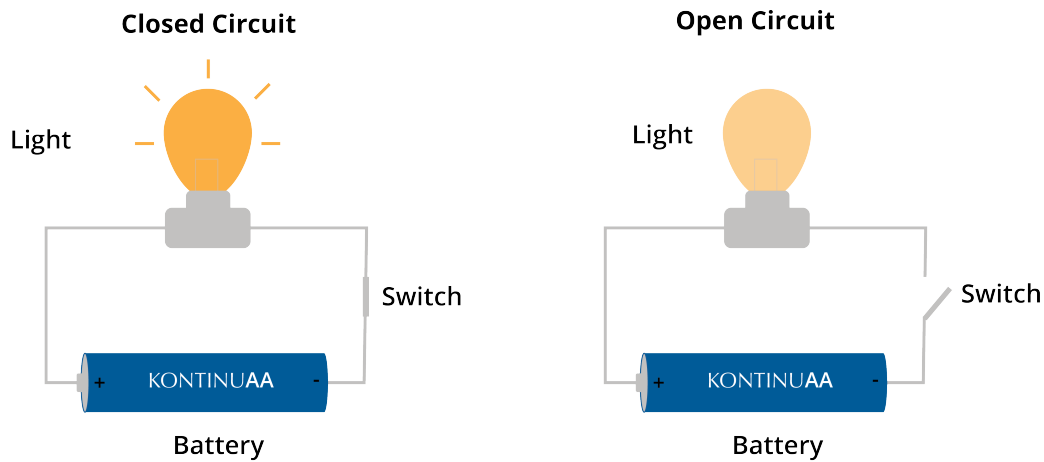 Closed Circuit
Light
Switch
+ KONTINUAA -
Battery
Open Circuit
Light
Switch
+ KONTINUAA -
Battery